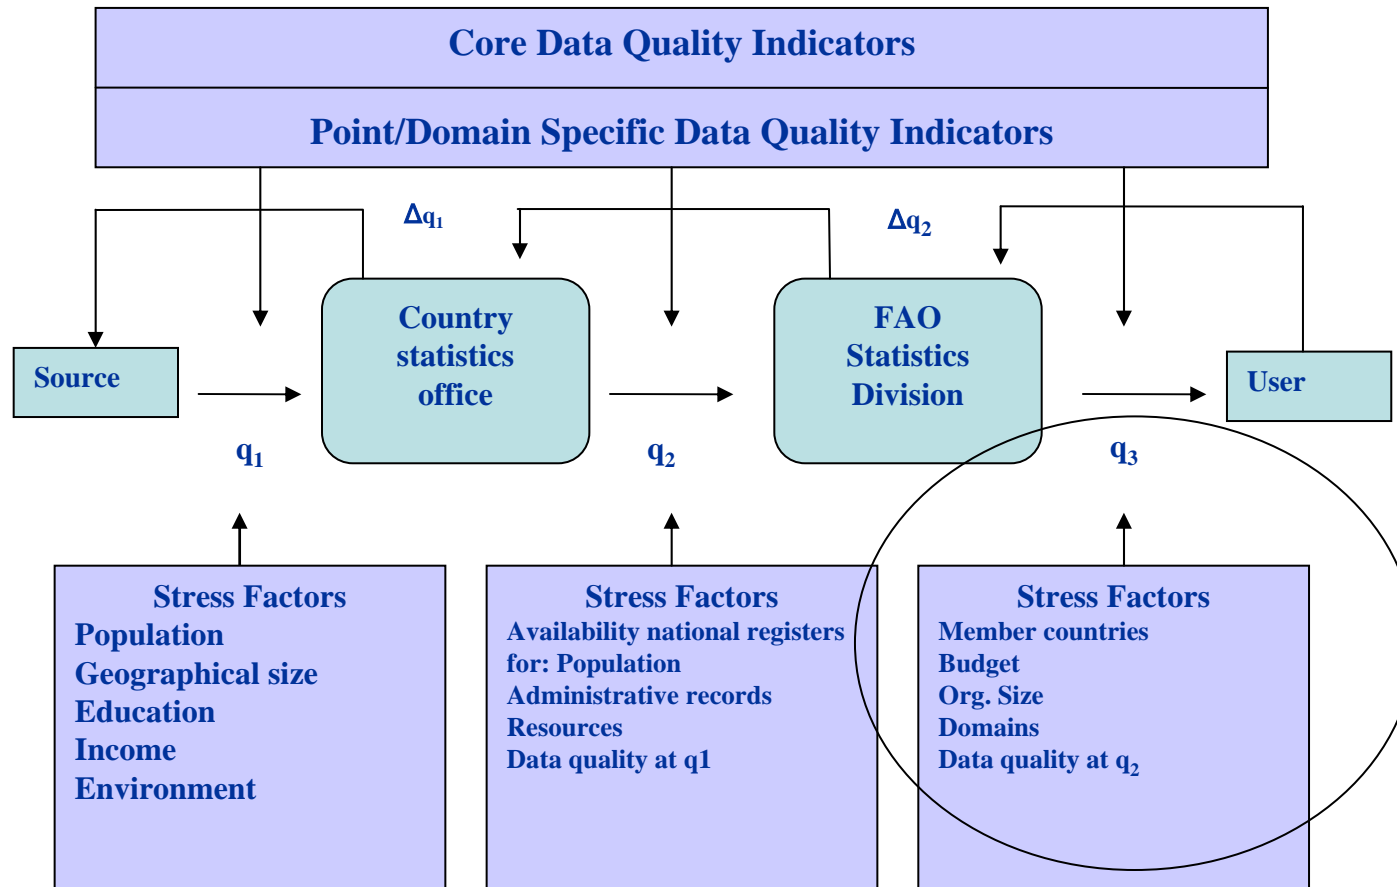 Core Data Quality Indicators
Point/Domain Specific Data Quality Indicators
Δq₁
Δq₂
Source
Country
statistics
office
FAO
Statistics
Division
User
q₁
q₂
q₃
Stress Factors
Population
Geographical size
Education
Income
Environment
Stress Factors
Availability national registers
for: Population
Administrative records
Resources
Data quality at q1
Stress Factors
Member countries
Budget
Org. Size
Domains
Data quality at q₂